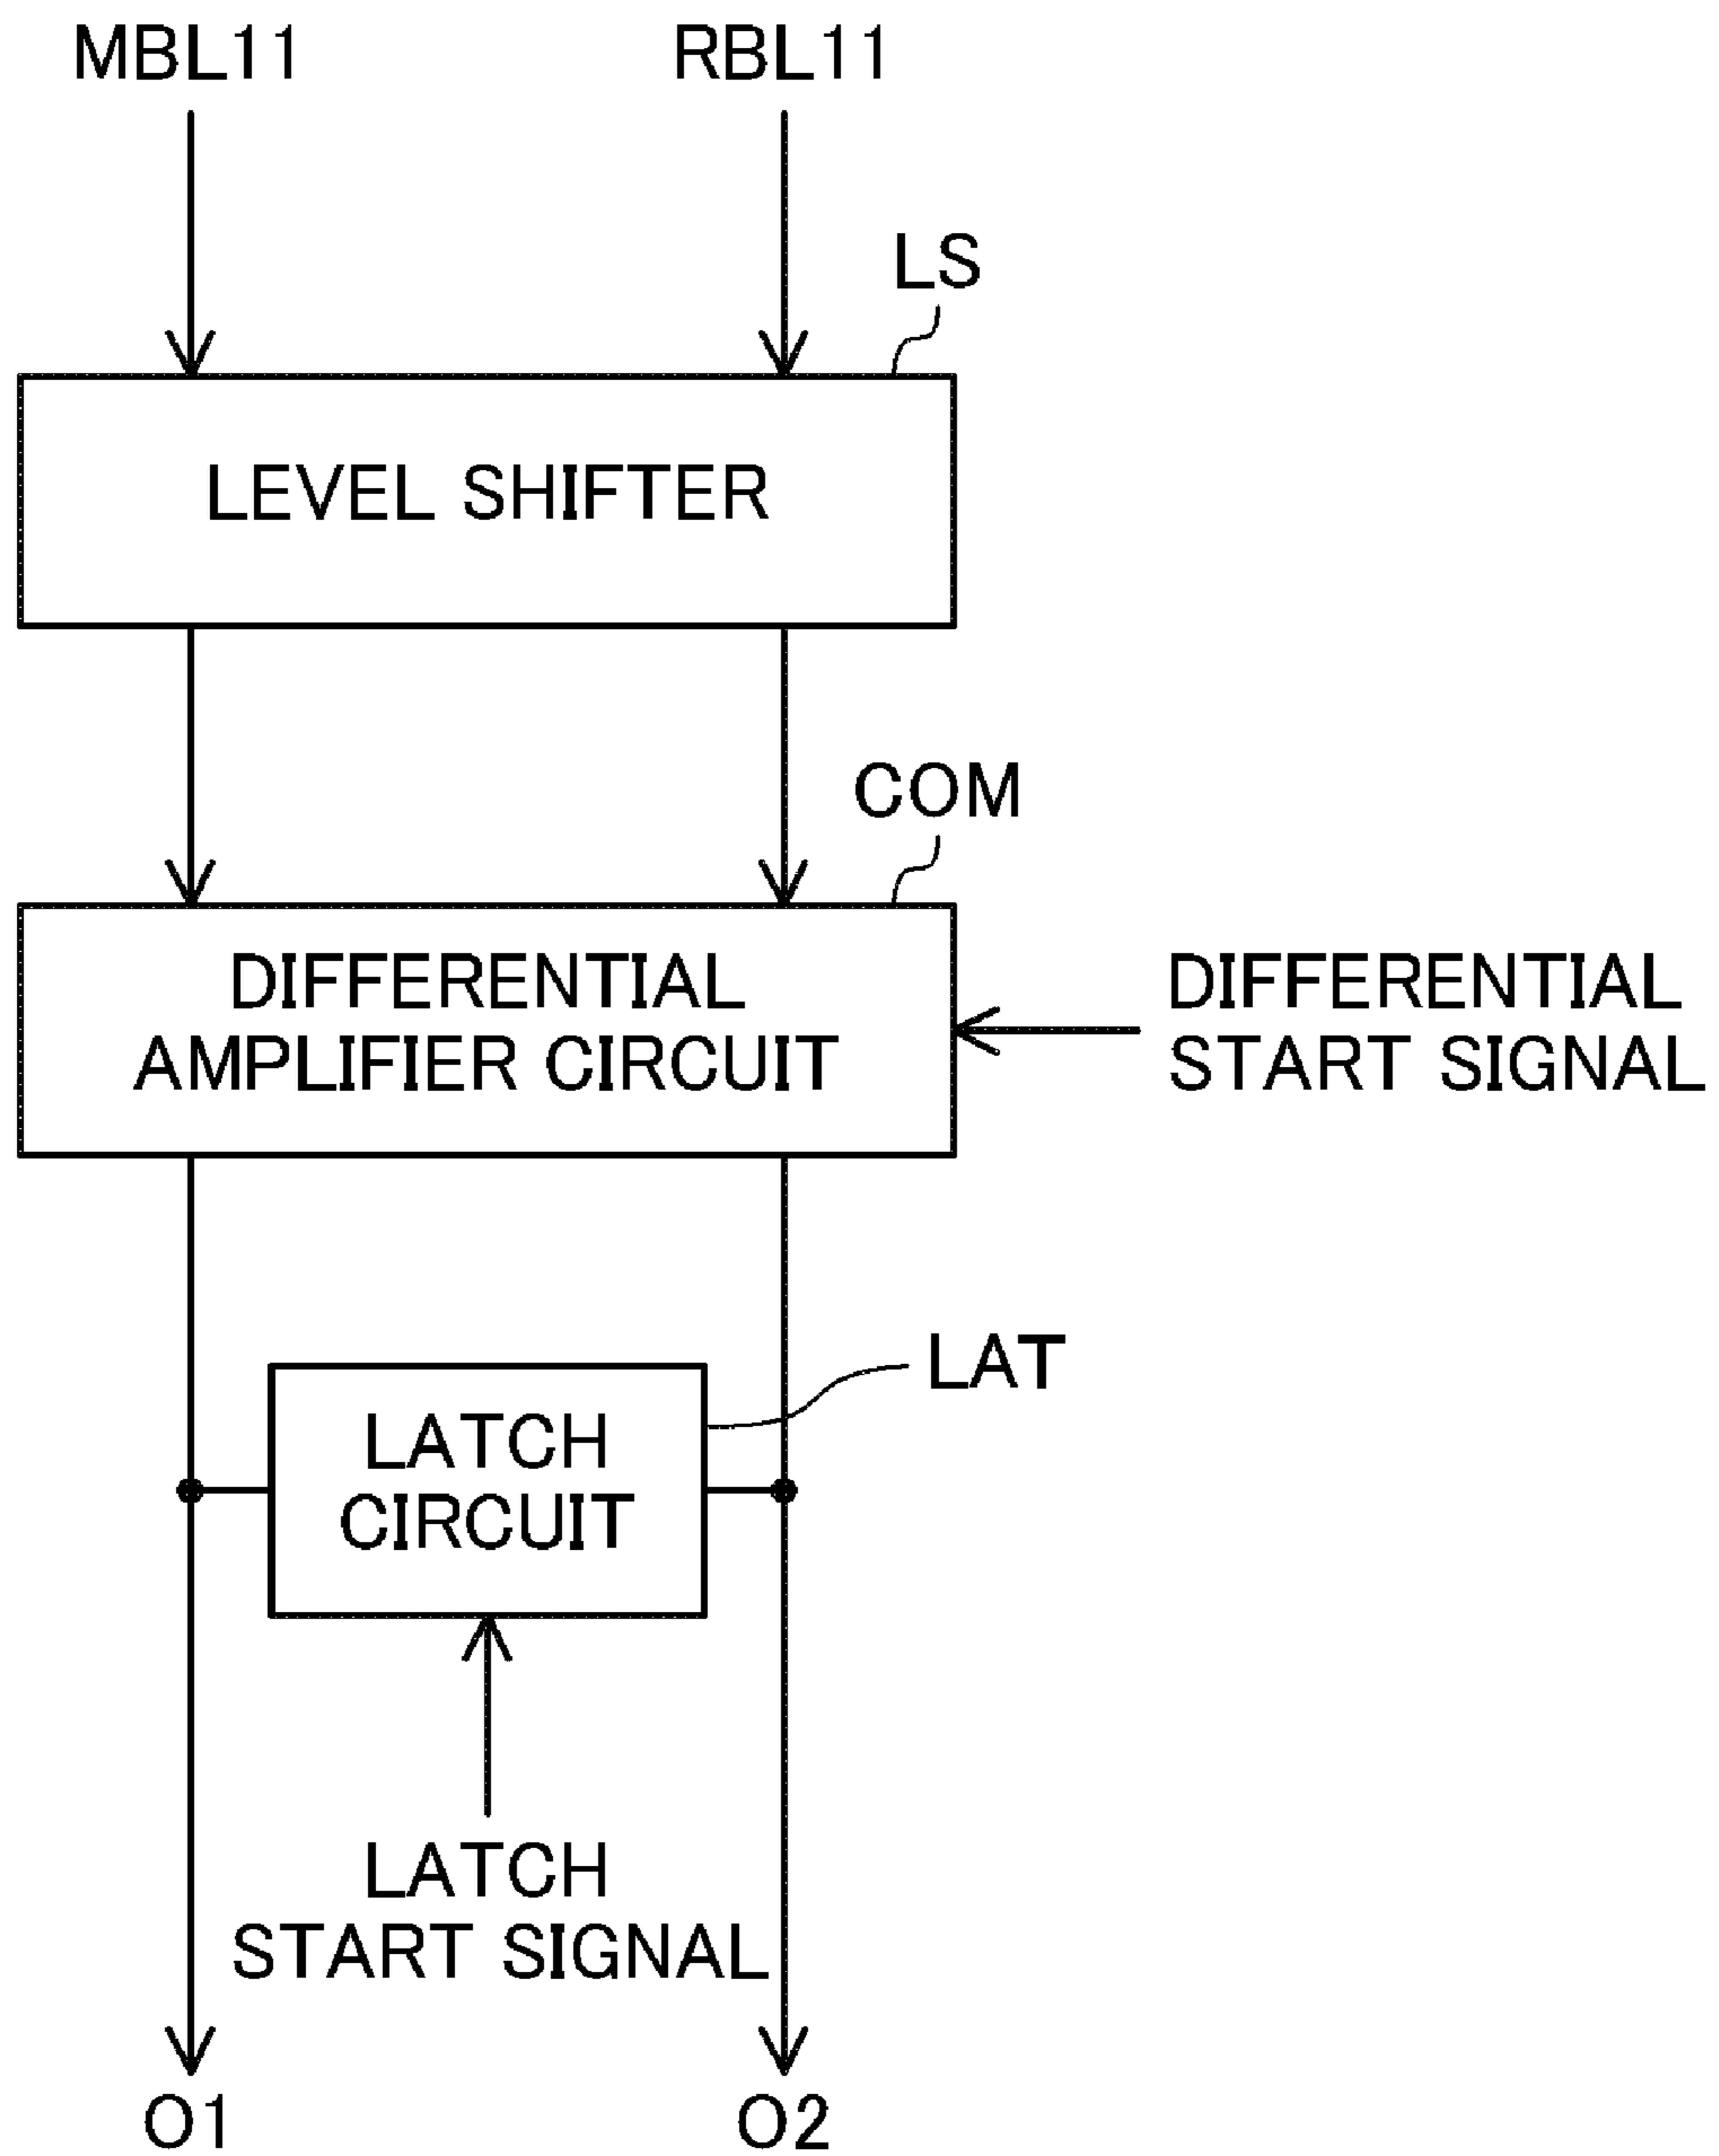 MBL11
RBL11
LS
LEVEL SHIFTER
COM
DIFFERENTIAL
AMPLIFIER CIRCUIT
DIFFERENTIAL
START SIGNAL
LAT
LATCH
CIRCUIT
LATCH
START SIGNAL
O1
O2